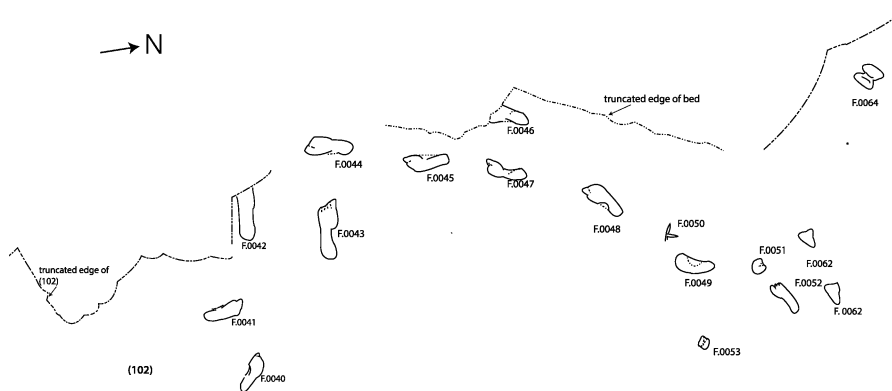 N
F.0064
truncated edge of bed
F.0046
F.0044
F.0045
F.0047
F.0050
F.0048
F.0043
F.0042
F.0051
F.0062
truncated edge of
(102)
F.0049
F.0052
F. 0062
F.0041
F.0053
(102)
F.0040